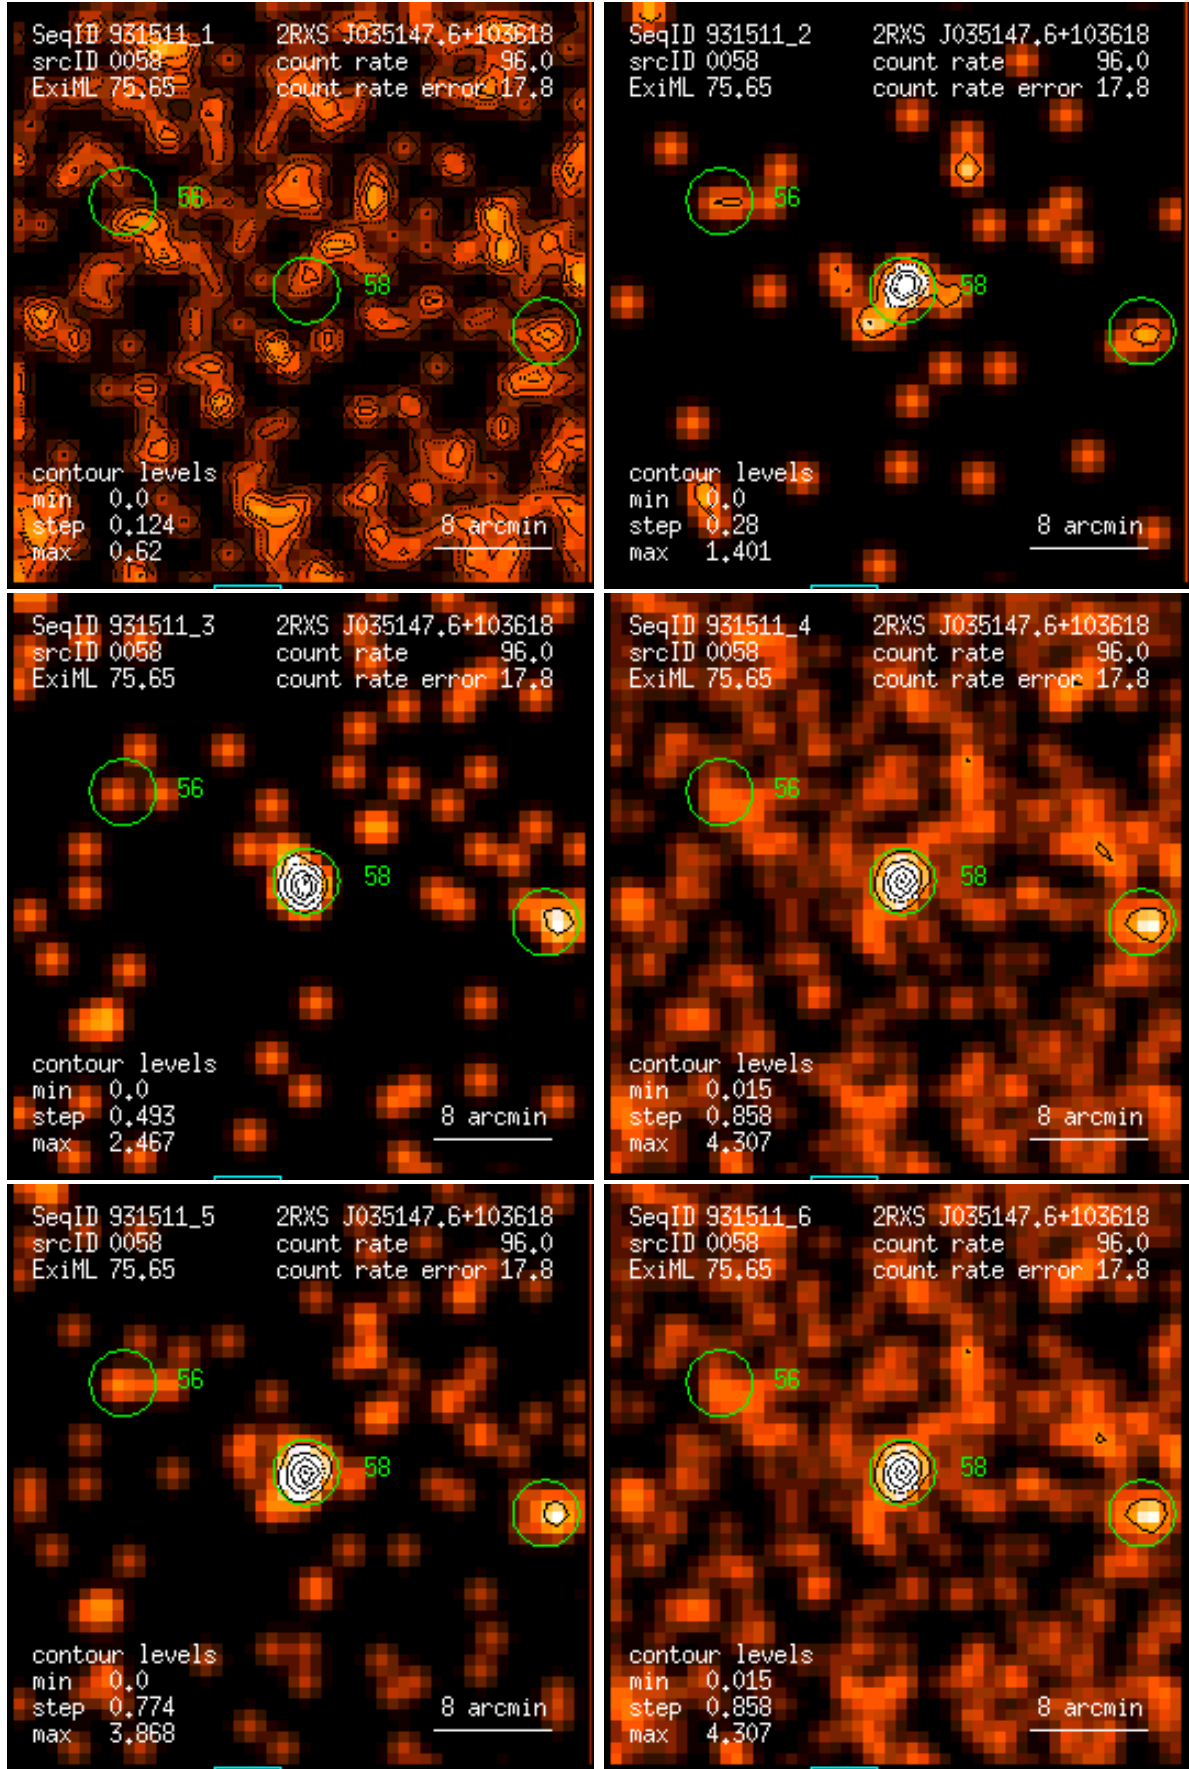 SeqID 931511_1 2RXS J035147.6+103618
srcID 0058 count rate 96.0
ExiML 75.65 count rate error 17.8
56
58
contour levels
min 0.0
step 0.124
max 0.62
8 arcmin
SeqID 931511_2 2RXS J035147.6+103618
srcID 0058 count rate 96.0
ExiML 75.65 count rate error 17.8
56
58
contour levels
min 0.0
step 0.28
max 1.401
8 arcmin
SeqID 931511_3 2RXS J035147.6+103618
srcID 0058 count rate 96.0
ExiML 75.65 count rate error 17.8
56
58
contour levels
min 0.0
step 0.493
max 2.467
8 arcmin
SeqID 931511_4 2RXS J035147.6+103618
srcID 0058 count rate 96.0
ExiML 75.65 count rate error 17.8
56
58
contour levels
min 0.015
step 0.858
max 4.307
8 arcmin
SeqID 931511_5 2RXS J035147.6+103618
srcID 0058 count rate 96.0
ExiML 75.65 count rate error 17.8
56
58
contour levels
min 0.0
step 0.774
max 3.868
8 arcmin
SeqID 931511_6 2RXS J035147.6+103618
srcID 0058 count rate 96.0
ExiML 75.65 count rate error 17.8
56
58
contour levels
min 0.015
step 0.858
max 4.307
8 arcmin